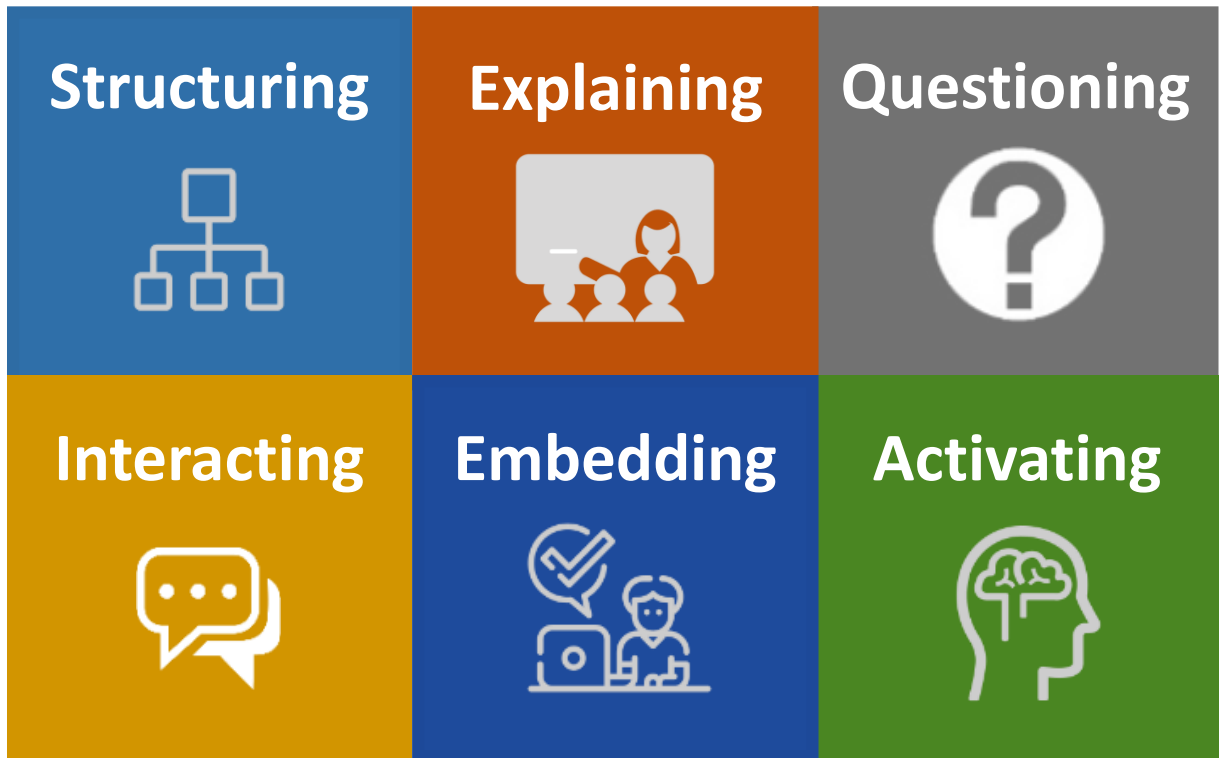 Structuring
Explaining
Questioning
?
Interacting
Embedding
Activating